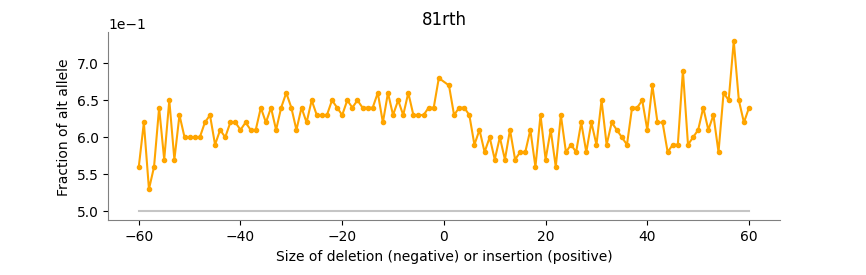 81rth
1e−1
7.0
6.5
6.0
5.5
5.0
Fraction of alt allele
−60 −40 −20 0 20 40 60
Size of deletion (negative) or insertion (positive)